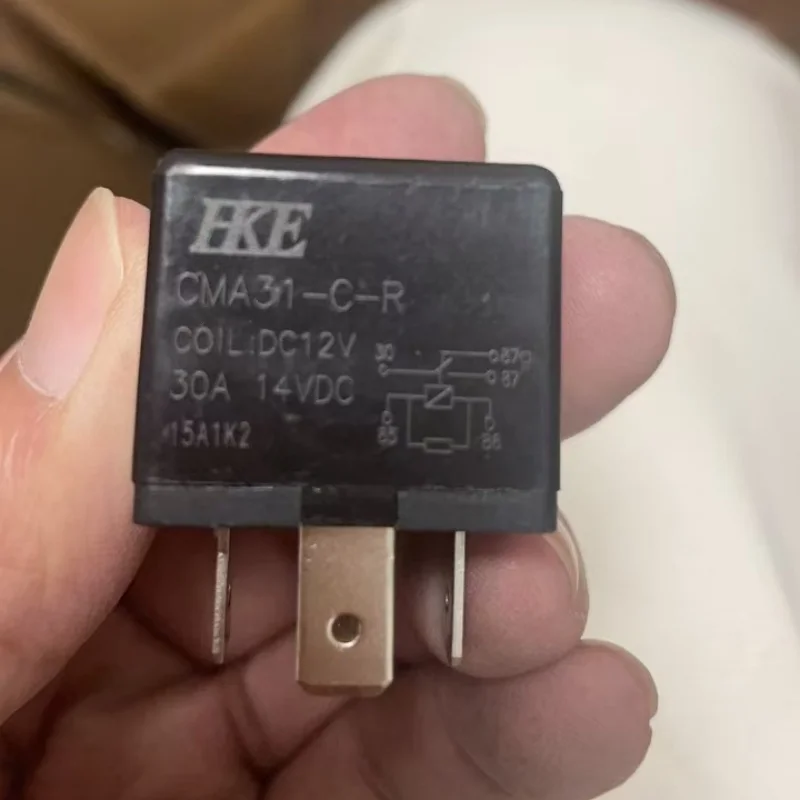 HKE
CMA31-C-R
COIL:DC12V
30A 14VDC
15A1K2
30
87a
87
85
86